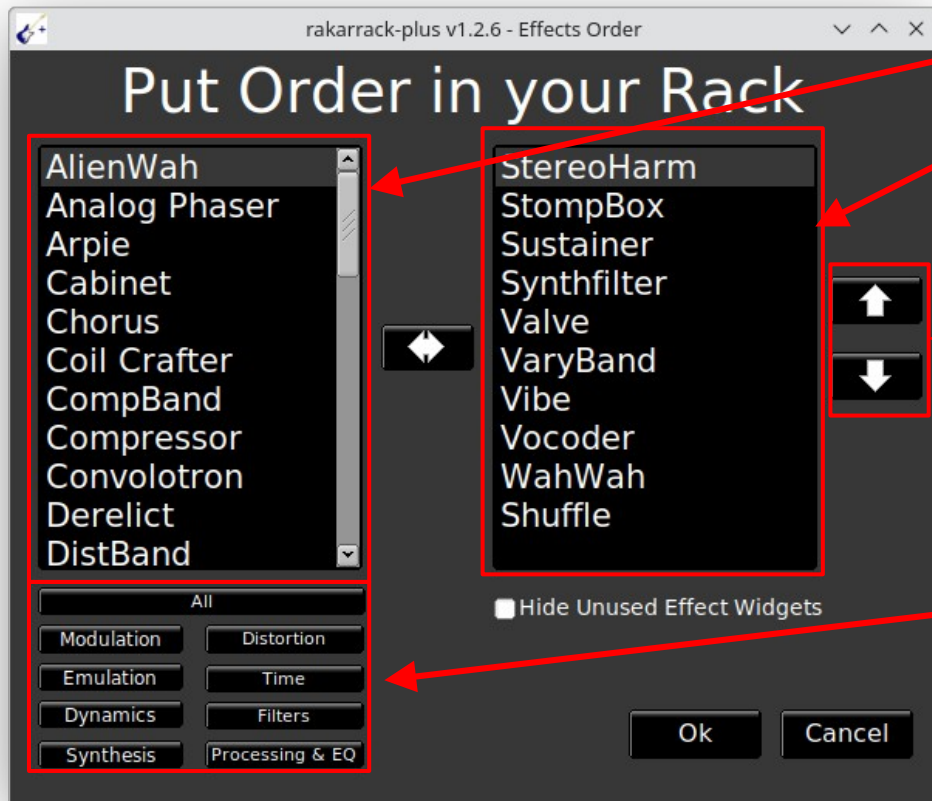 rakarrack-plus v1.2.6 - Effects Order
Put Order in your Rack
AlienWah
Analog Phaser
Arpie
Cabinet
Chorus
Coil Crafter
CompBand
Compressor
Convolotron
Derelict
DistBand
StereoHarm
StompBox
Sustainer
Synthfilter
Valve
VaryBand
Vibe
Vocoder
WahWah
Shuffle
All
Modulation Distortion
Emulation Time
Dynamics Filters
Synthesis Processing & EQ
Hide Unused Effect Widgets
Ok Cancel